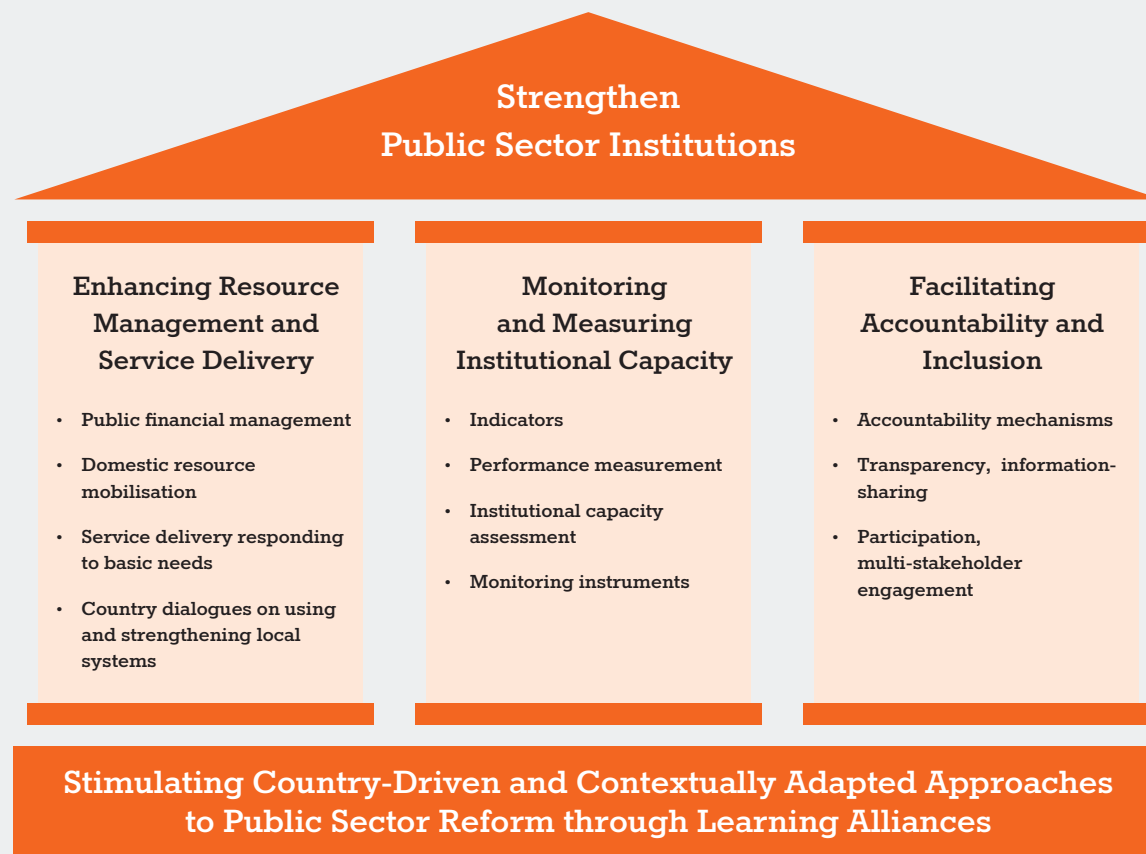 Strengthen
Public Sector Institutions
Enhancing Resource
Management and
Service Delivery
• Public financial management
• Domestic resource
mobilisation
• Service delivery responding
to basic needs
• Country dialogues on using
and strengthening local
systems
Monitoring
and Measuring
Institutional Capacity
• Indicators
• Performance measurement
• Institutional capacity
assessment
• Monitoring instruments
Facilitating
Accountability and
Inclusion
• Accountability mechanisms
• Transparency, information-
sharing
• Participation,
multi-stakeholder
engagement
Stimulating Country-Driven and Contextually Adapted Approaches
to Public Sector Reform through Learning Alliances